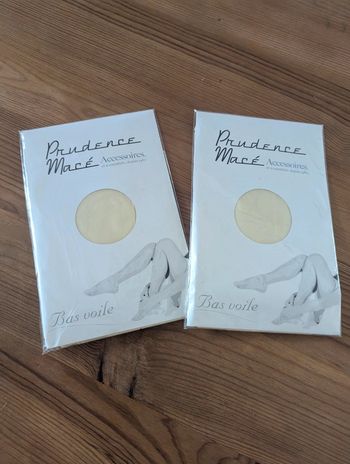 Prudence
Macé Accessoires.
Bas voile
Prudence
Macé Accessoires.
Bas voile